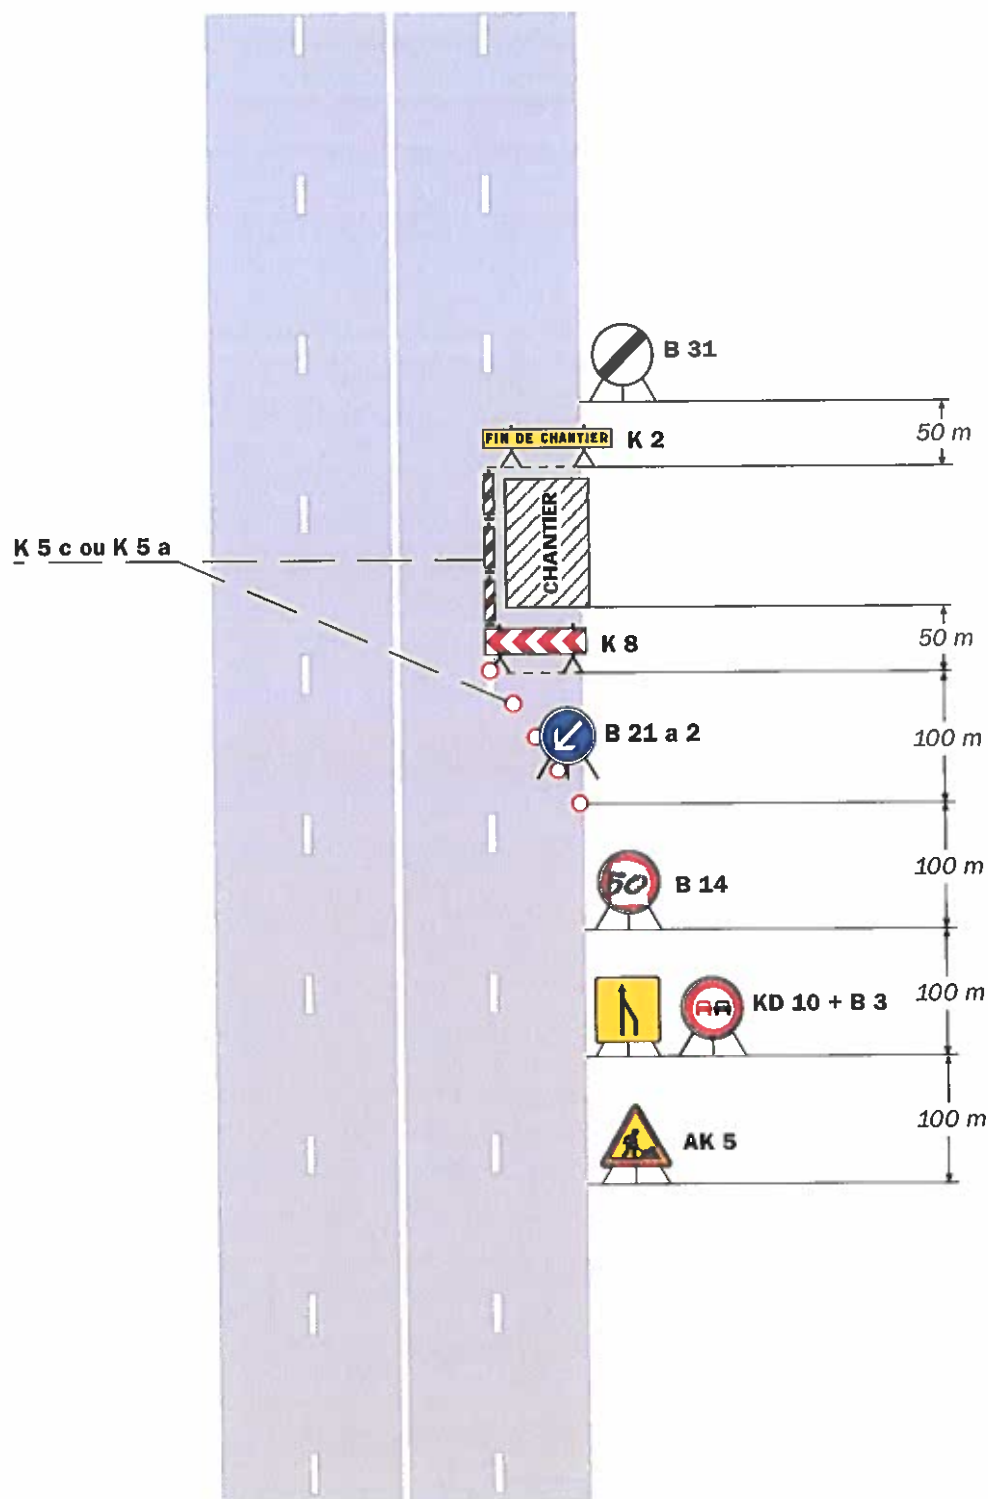 B 31
50 m
FIN DE CHANTIER
K 2
CHANTIER
K 5 c ou K 5 a
50 m
K 8
B 21 a 2
100 m
100 m
50
B 14
100 m
KD 10 + B 3
100 m
AK 5